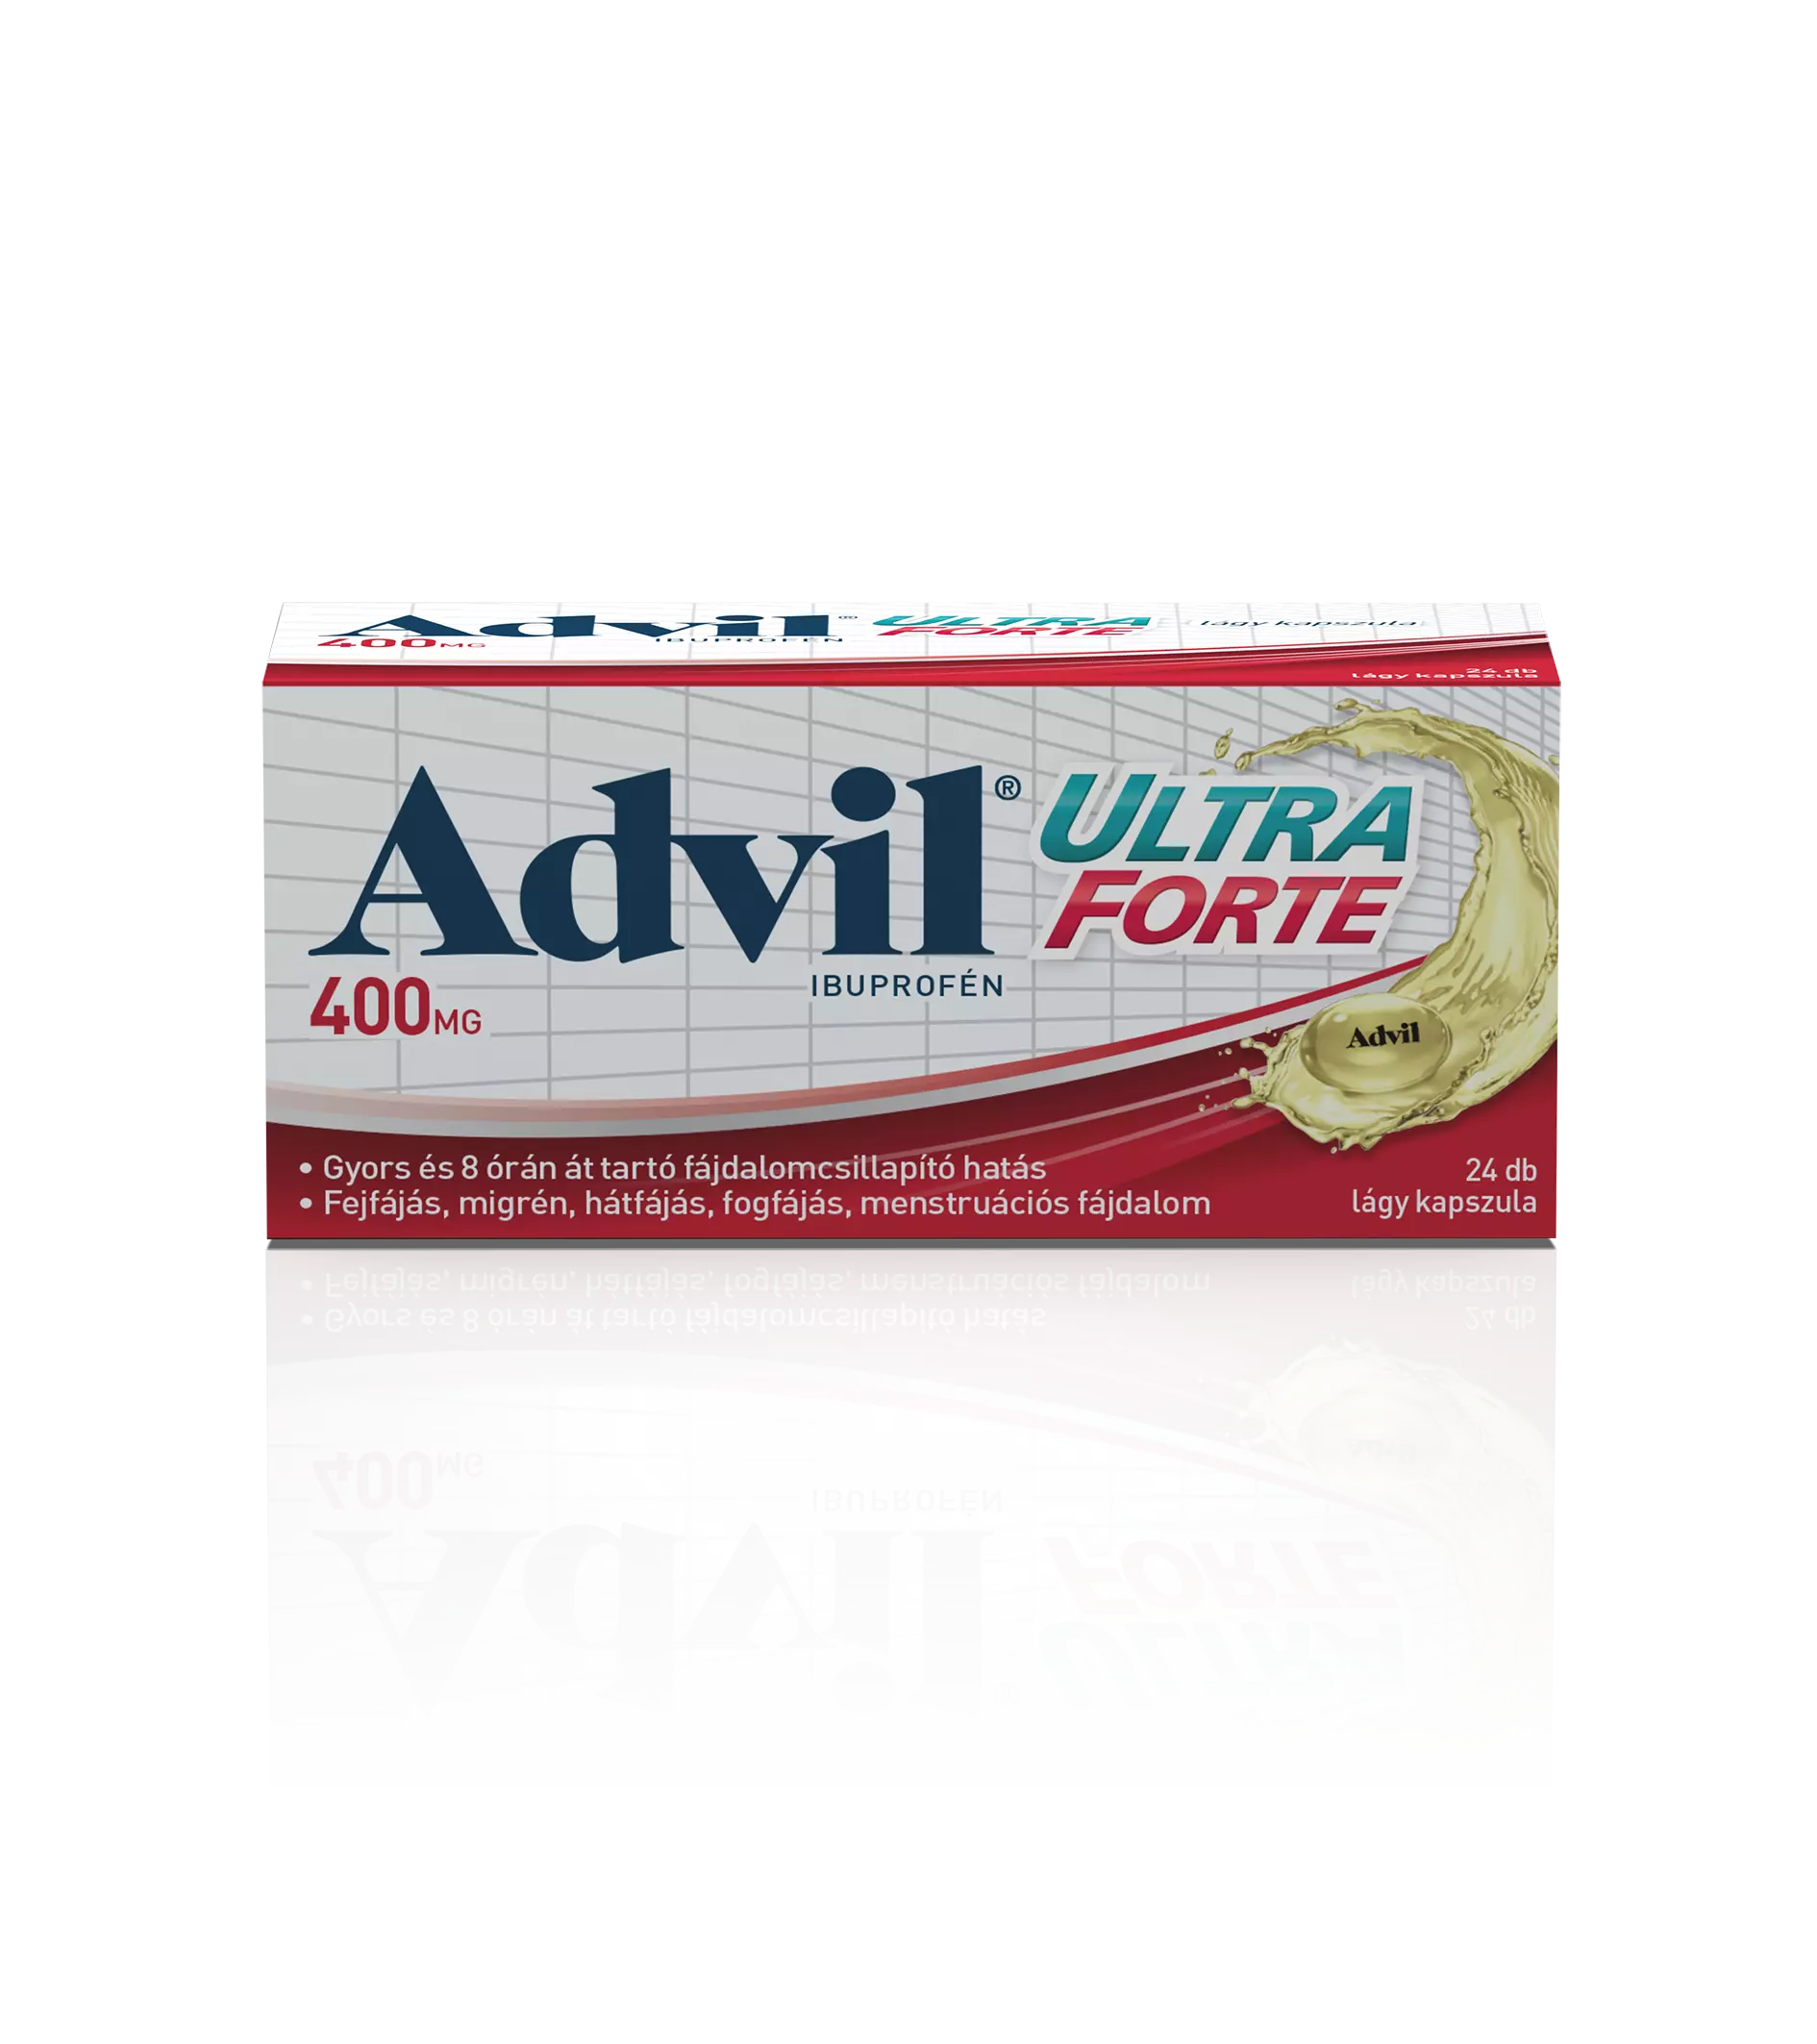 Advil® ULTRA
FORTE
lágy kapszula
400MG
IBUPROFÉN
24 db
lágy kapszula
Advil® ULTRA
FORTE
IBUPROFÉN
400MG
Advil
• Gyors és 8 órán át tartó fájdalomcsillapító hatás
• Fejfájás, migrén, hátfájás, fogfájás, menstruációs fájdalom
24 db
lágy kapszula